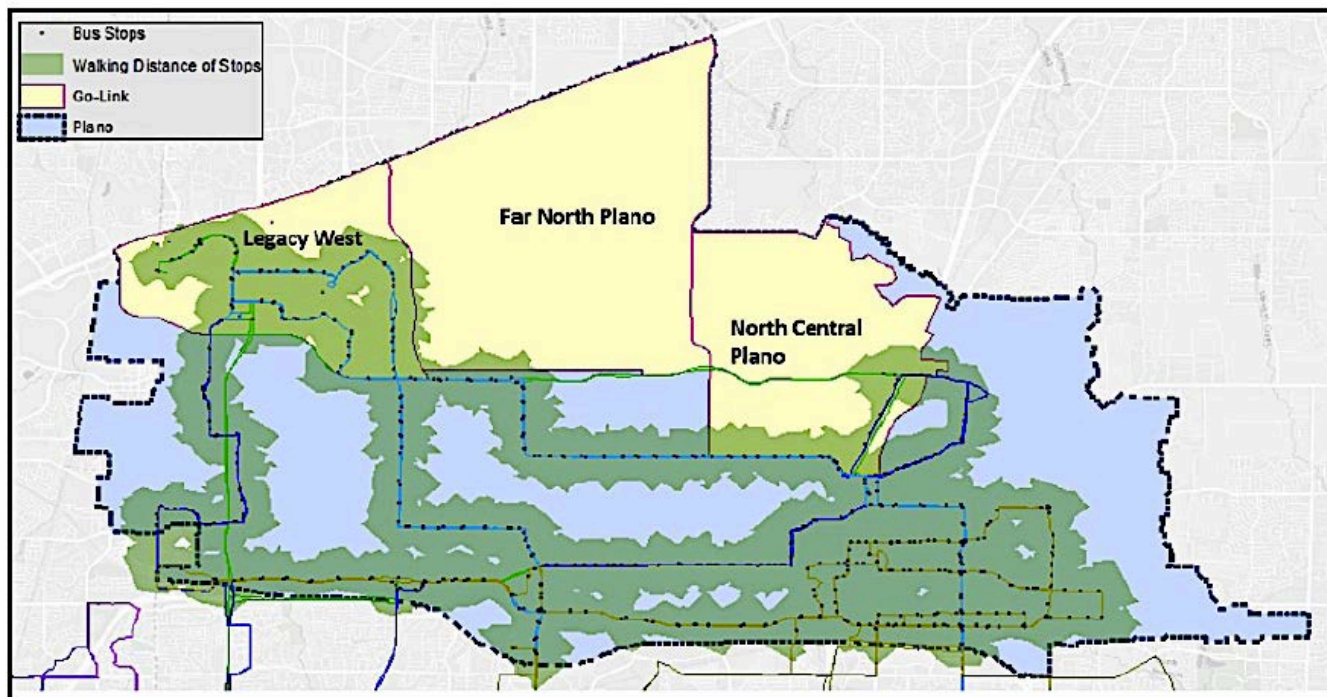 Bus Stops
Walking Distance of Stops
Go-Link
Plano
Far North Plano
Legacy West
North Central
Plano